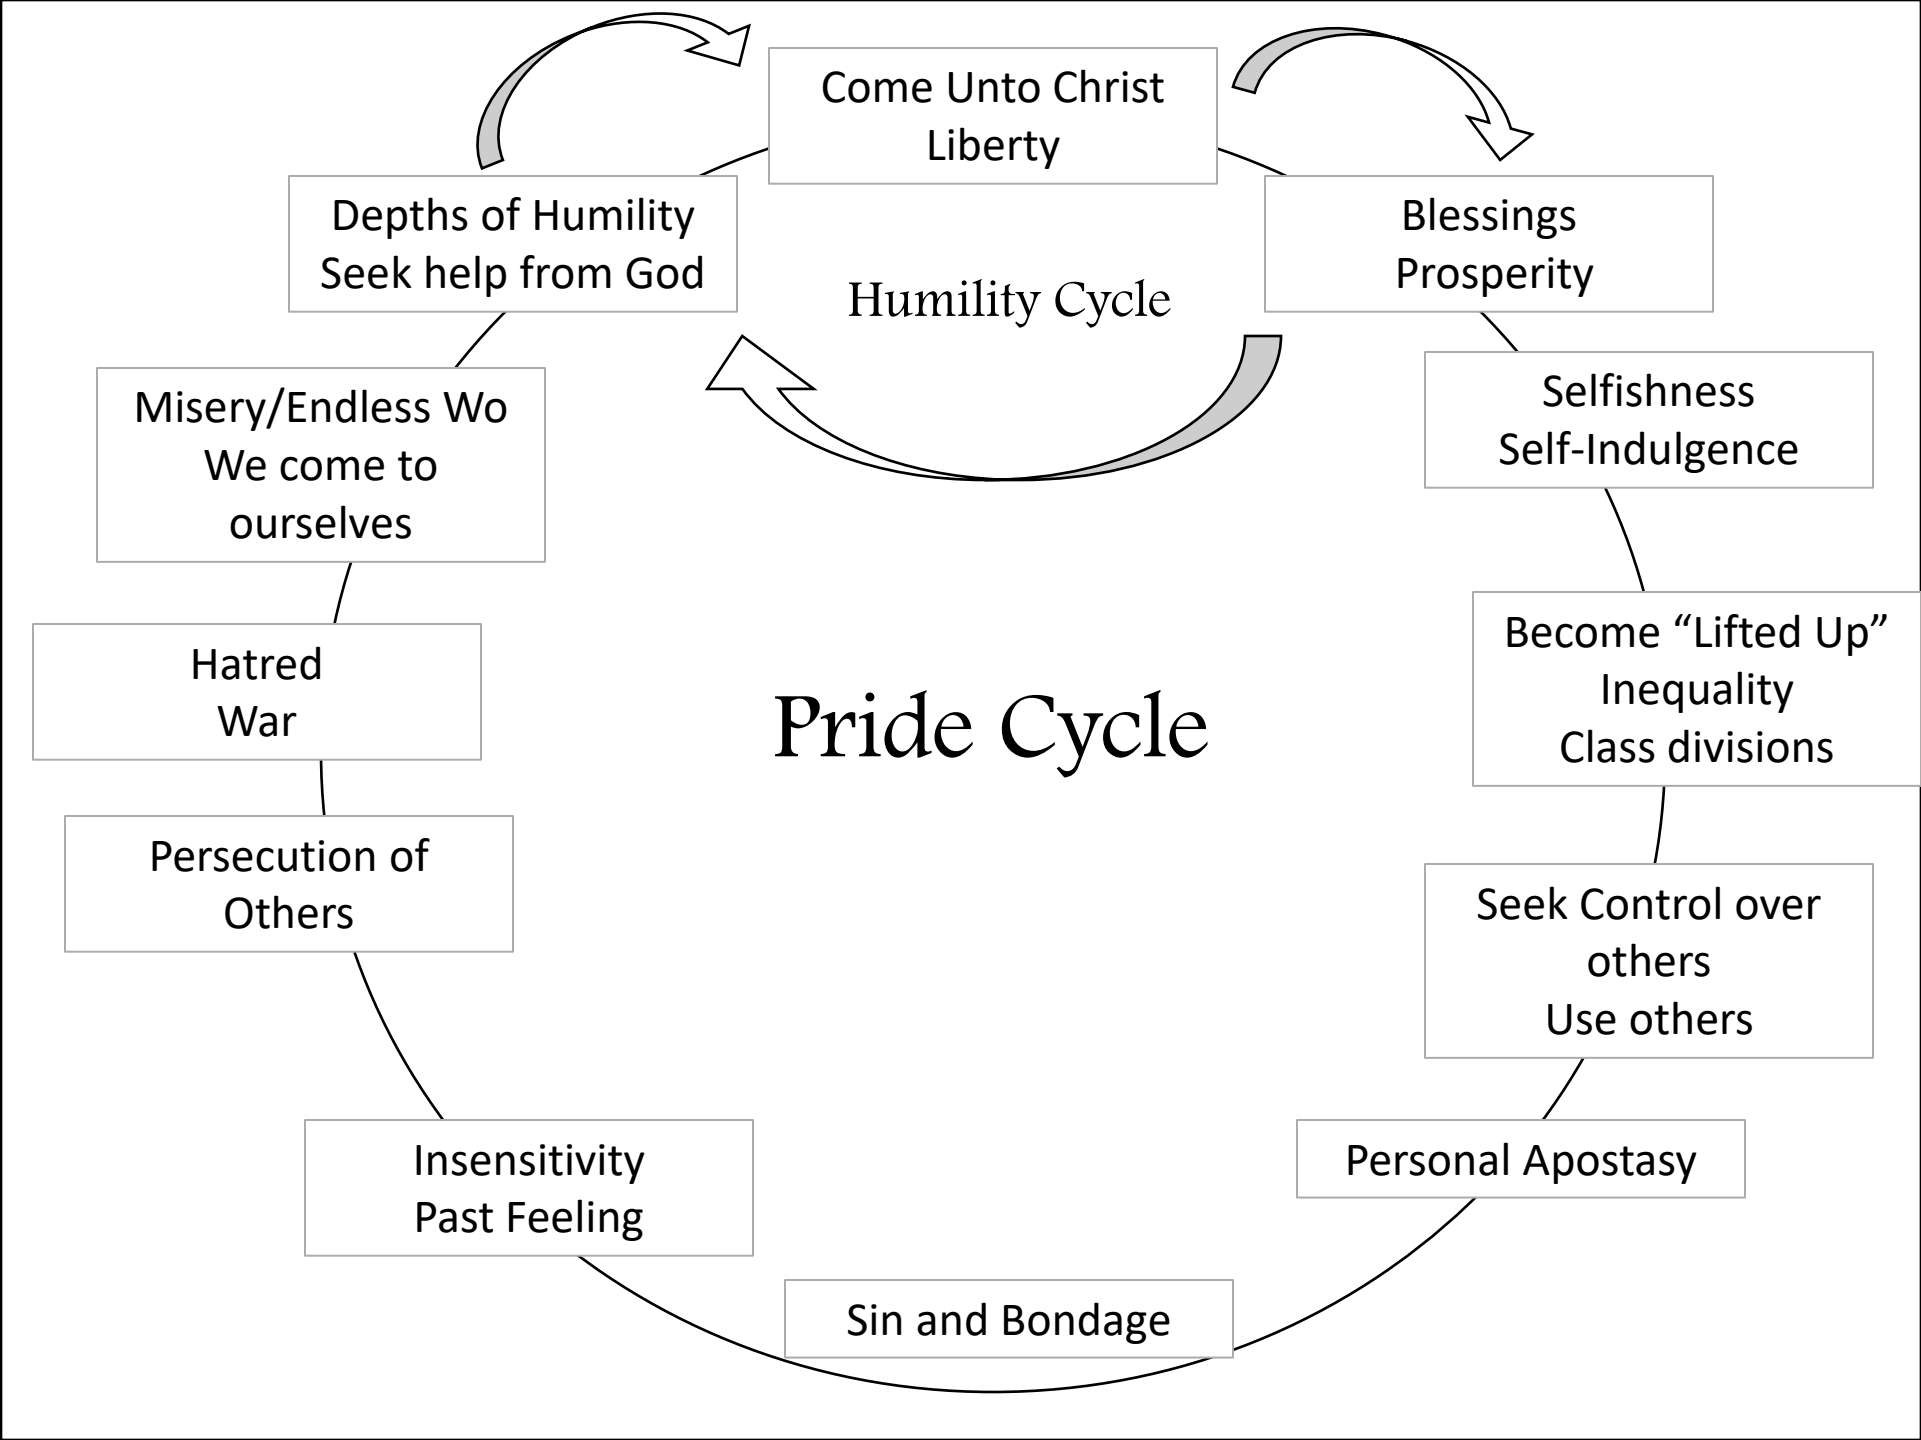 Come Unto Christ
Liberty
Depths of Humility
Seek help from God
Blessings
Prosperity
Humility Cycle
Misery/Endless Wo
We come to
ourselves
Selfishness
Self-Indulgence
Hatred
War
Become “Lifted Up”
Inequality
Class divisions
Pride Cycle
Persecution of
Others
Seek Control over
others
Use others
Insensitivity
Past Feeling
Personal Apostasy
Sin and Bondage